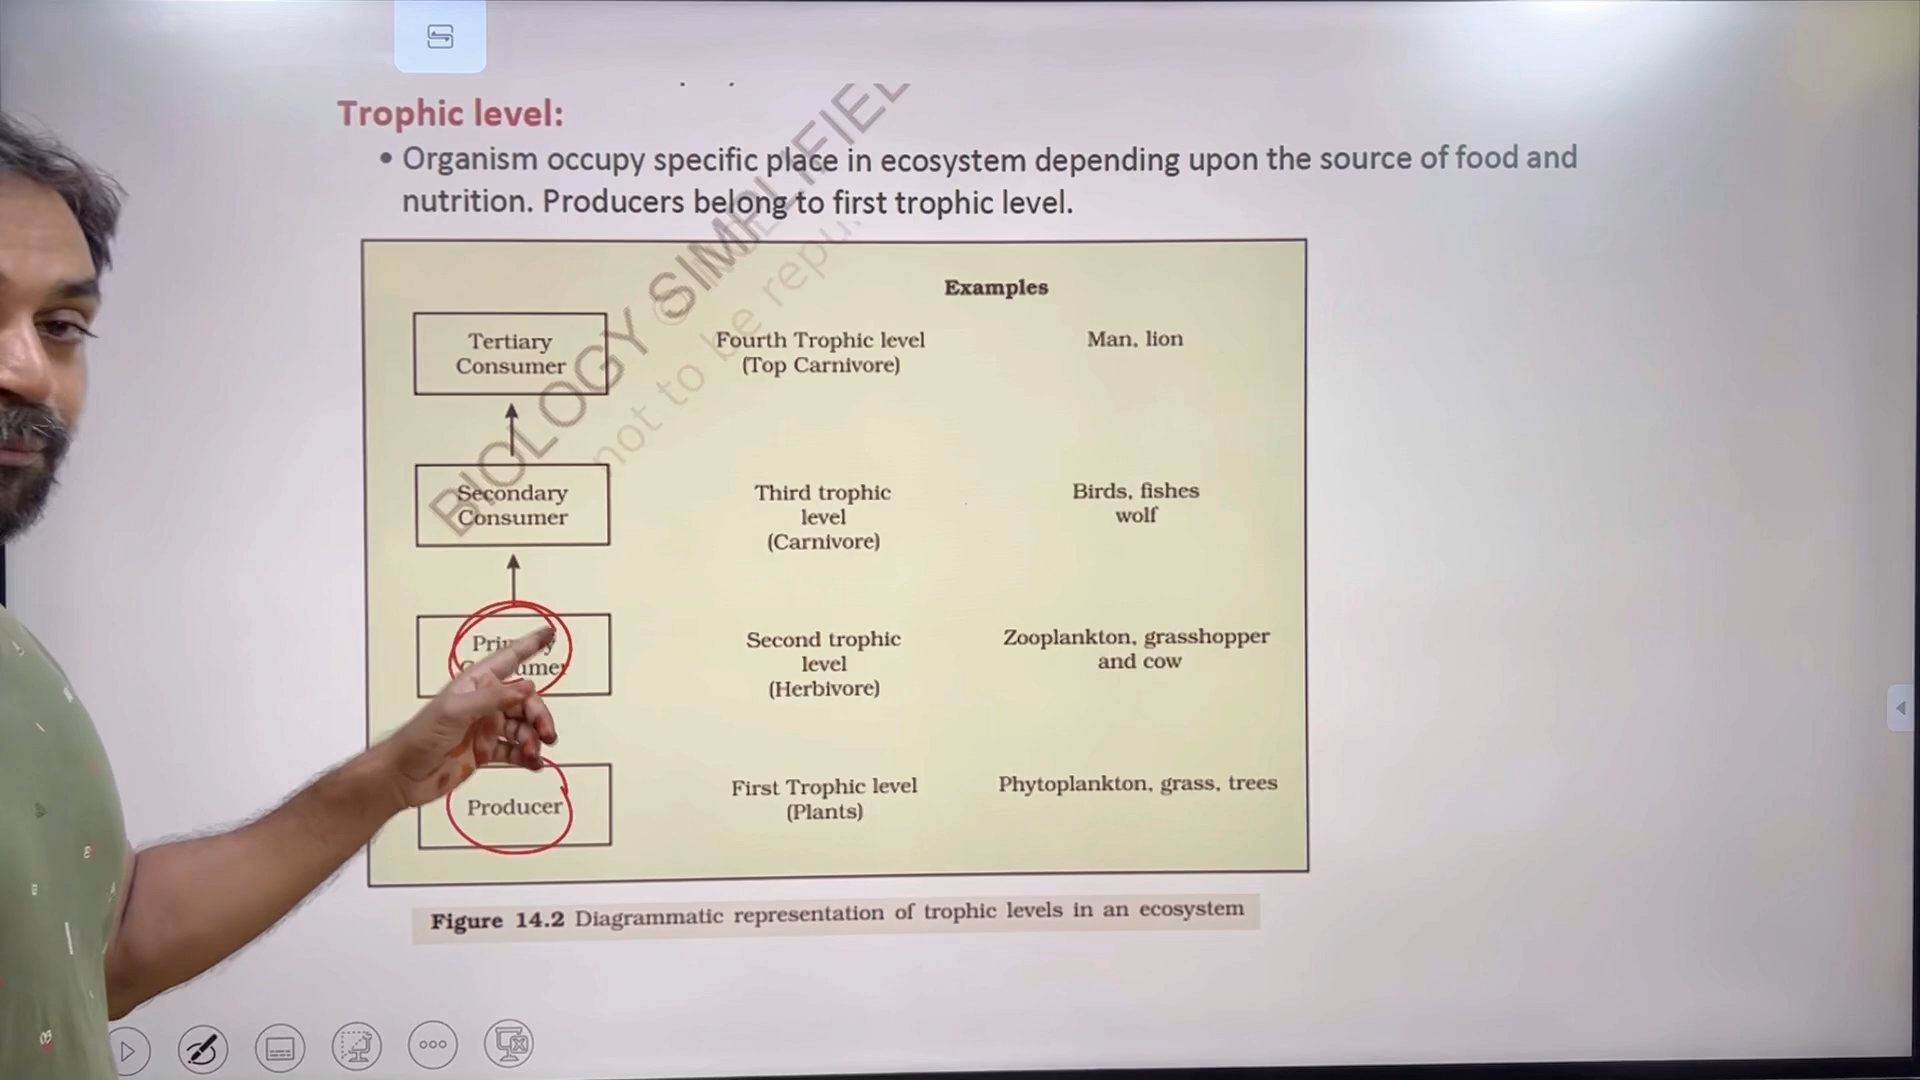 Trophic level:
• Organism occupy specific place in ecosystem depending upon the source of food and
nutrition. Producers belong to first trophic level.
Examples
Tertiary
Consumer
Fourth Trophic level
(Top Carnivore)
Man, lion
Secondary
Consumer
Third trophic
level
(Carnivore)
Birds, fishes
wolf
Second trophic
level
(Herbivore)
Zooplankton, grasshopper
and cow
Producer
First Trophic level
(Plants)
Phytoplankton, grass, trees
Figure 14.2 Diagrammatic representation of trophic levels in an ecosystem
BIOLOGY SIMPLIFIED
not to be